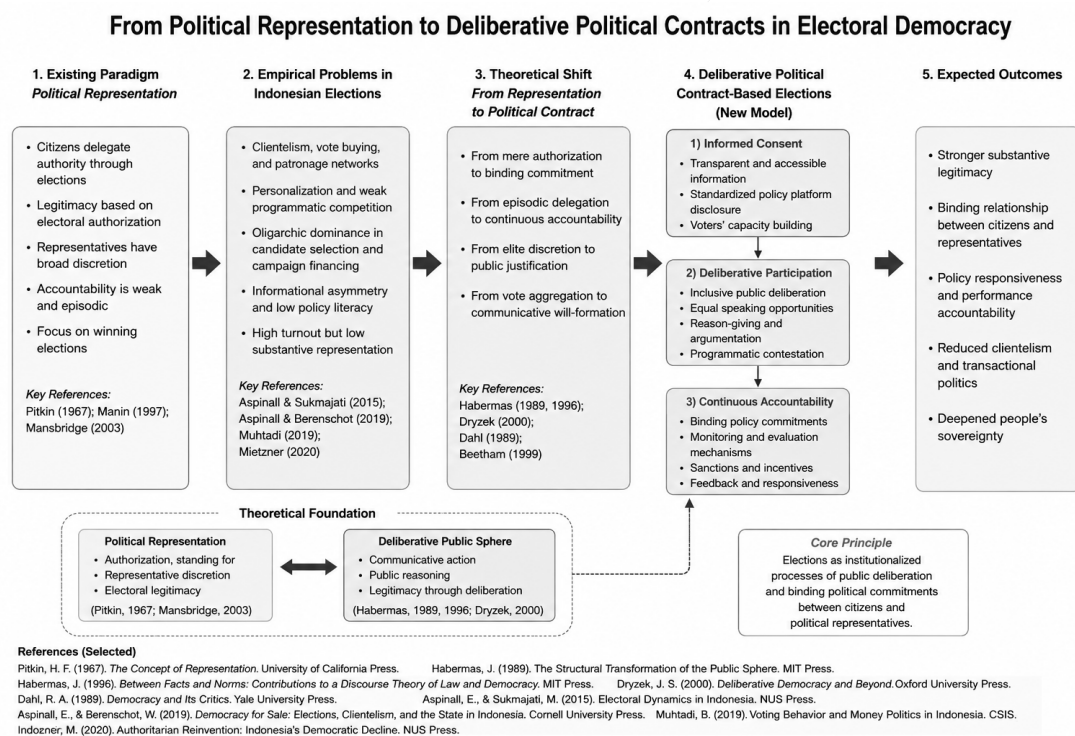 From Political Representation to Deliberative Political Contracts in Electoral Democracy
1. Existing Paradigm
Political Representation
• Citizens delegate
authority through
elections
• Legitimacy based on
electoral authorization
• Representatives have
broad discretion
• Accountability is weak
and episodic
• Focus on winning
elections
Key References:
Pitkin (1967); Manin (1997);
Mansbridge (2003)
2. Empirical Problems in
Indonesian Elections
• Clientelism, vote buying,
and patronage networks
• Personalization and weak
programmatic competition
• Oligarchic dominance in
candidate selection and
campaign financing
• Informational asymmetry
and low policy literacy
• High turnout but low
substantive representation
Key References:
Aspinall & Sukmajati (2015);
Aspinall & Berenschot (2019);
Muhtadi (2019);
Mietzner (2020)
3. Theoretical Shift
From Representation
to Political Contract
• From mere authorization
to binding commitment
• From episodic delegation
to continuous accountability
• From elite discretion to
public justification
• From vote aggregation to
communicative will-formation
Key References:
Habermas (1989, 1996);
Dryzek (2000);
Dahl (1989);
Beetham (1999)
4. Deliberative Political
Contract-Based Elections
(New Model)
1) Informed Consent
• Transparent and accessible
information
• Standardized policy platform
disclosure
• Voters' capacity building
2) Deliberative Participation
• Inclusive public deliberation
• Equal speaking opportunities
• Reason-giving and
argumentation
• Programmatic contestation
3) Continuous Accountability
• Binding policy commitments
• Monitoring and evaluation
mechanisms
• Sanctions and incentives
• Feedback and responsiveness
5. Expected Outcomes
• Stronger substantive
legitimacy
• Binding relationship
between citizens and
representatives
• Policy responsiveness
and performance
accountability
• Reduced clientelism
and transactional
politics
• Deepened people's
sovereignty
Theoretical Foundation
Political Representation
• Authorization, standing for
• Representative discretion
• Electoral legitimacy
(Pitkin, 1967; Mansbridge, 2003)
Deliberative Public Sphere
• Communicative action
• Public reasoning
• Legitimacy through deliberation
(Habermas, 1989, 1996; Dryzek, 2000)
Core Principle
Elections as institutionalized
processes of public deliberation
and binding political commitments
between citizens and
political representatives.
References (Selected)
Pitkin, H. F. (1967). The Concept of Representation. University of California Press. Habermas, J. (1989). The Structural Transformation of the Public Sphere. MIT Press.
Habermas, J. (1996). Between Facts and Norms: Contributions to a Discourse Theory of Law and Democracy. MIT Press. Dryzek, J. S. (2000). Deliberative Democracy and Beyond.Oxford University Press.
Dahl, R. A. (1989). Democracy and Its Critics. Yale University Press. Aspinall, E., & Sukmajati, M. (2015). Electoral Dynamics in Indonesia. NUS Press.
Aspinall, E., & Berenschot, W. (2019). Democracy for Sale: Elections, Clientelism, and the State in Indonesia. Cornell University Press. Muhtadi, B. (2019). Voting Behavior and Money Politics in Indonesia. CSIS.
Indozner, M. (2020). Authoritarian Reinvention: Indonesia's Democratic Decline. NUS Press.